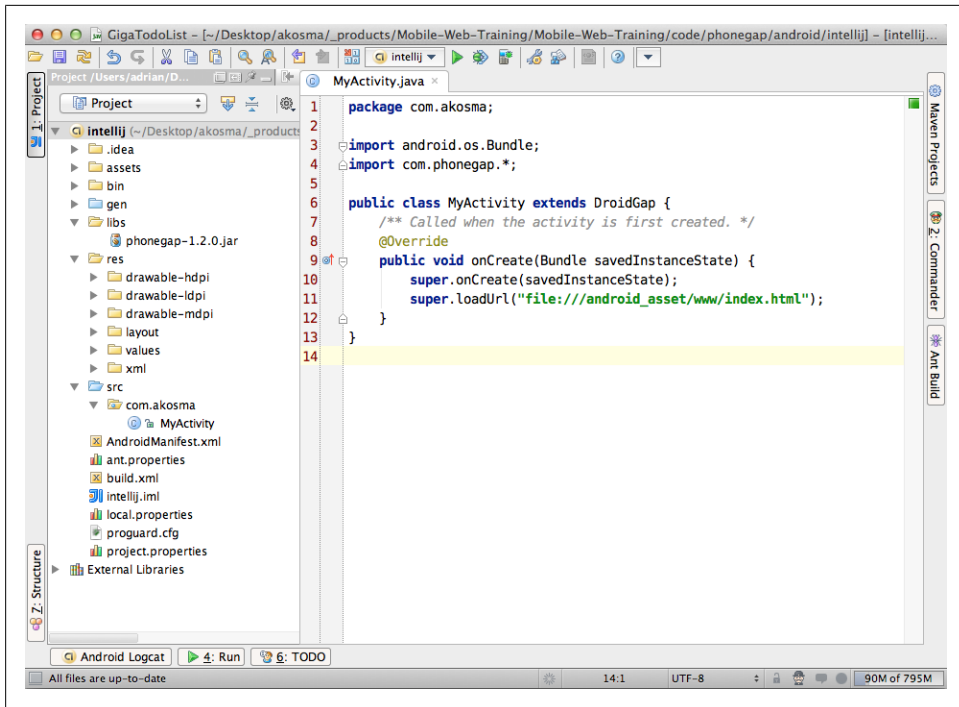 GigaTodoList – [~/Desktop/akosma/_products/Mobile-Web-Training/Mobile-Web-Training/code/phonegap/android/intellij] – [intellij...
intellij
Project /Users/adrian/D...
MyActivity.java
1: Project
Project
intellij (~/Desktop/akosma/_products
.idea
assets
bin
gen
libs
phonegap-1.2.0.jar
res
drawable-hdpi
drawable-ldpi
drawable-mdpi
layout
values
xml
src
com.akosma
MyActivity
AndroidManifest.xml
ant.properties
build.xml
intellij.iml
local.properties
proguard.cfg
project.properties
External Libraries
Z: Structure
1 package com.akosma;
2
3 import android.os.Bundle;
4 import com.phonegap.*;
5
6 public class MyActivity extends DroidGap {
7 /** Called when the activity is first created. */
8 @Override
9 public void onCreate(Bundle savedInstanceState) {
10 super.onCreate(savedInstanceState);
11 super.loadUrl("file:///android_asset/www/index.html");
12 }
13 }
14
Maven Projects
2: Commander
Ant Build
Android Logcat
4: Run
6: TODO
All files are up-to-date
14:1
UTF-8
90M of 795M